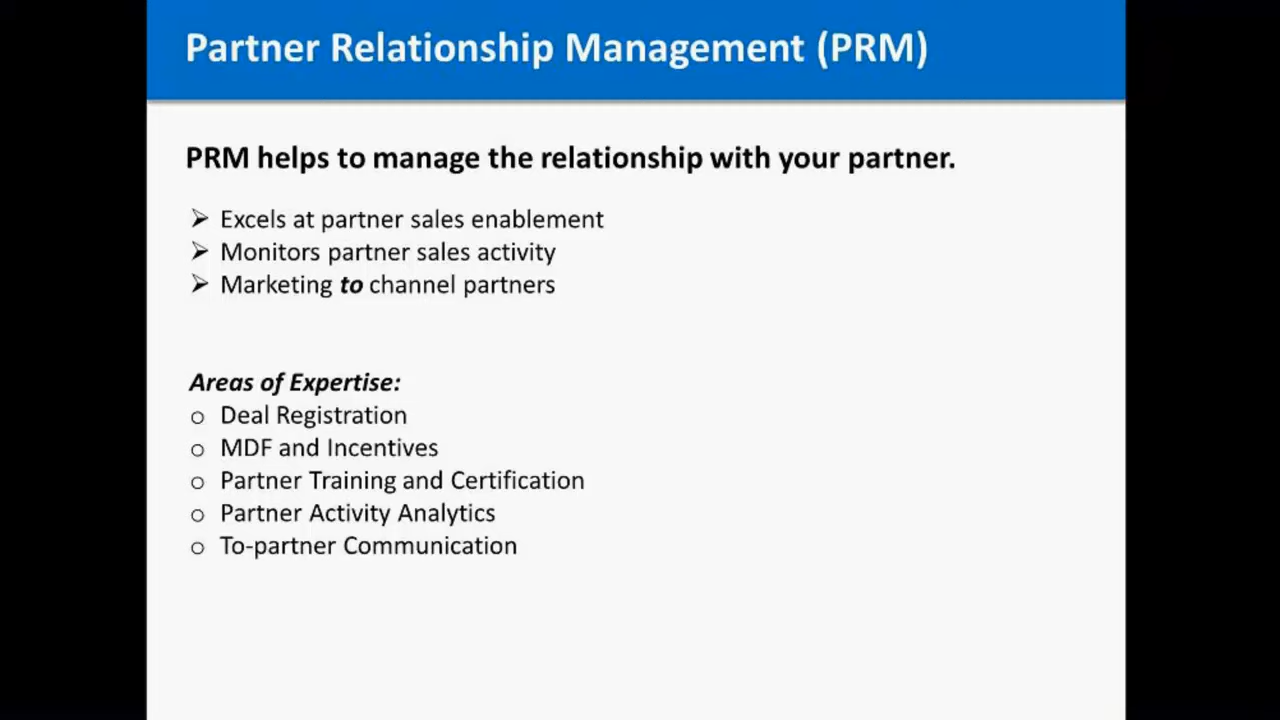 Partner Relationship Management (PRM)
PRM helps to manage the relationship with your partner.
➢ Excels at partner sales enablement
➢ Monitors partner sales activity
➢ Marketing to channel partners
Areas of Expertise:
o Deal Registration
o MDF and Incentives
o Partner Training and Certification
o Partner Activity Analytics
o To-partner Communication